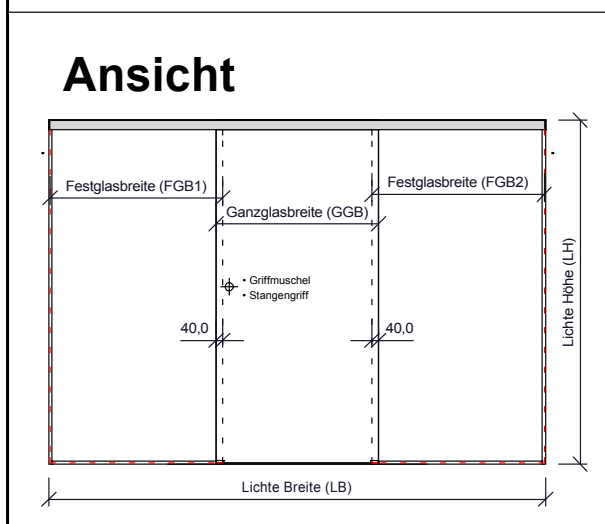 Ansicht
Festglasbreite (FGB1)
Festglasbreite (FGB2)
Ganzglasbreite (GGB)
• Griffmuschel
• Stangengriff
40,0
40,0
Lichte Höhe (LH)
Lichte Breite (LB)